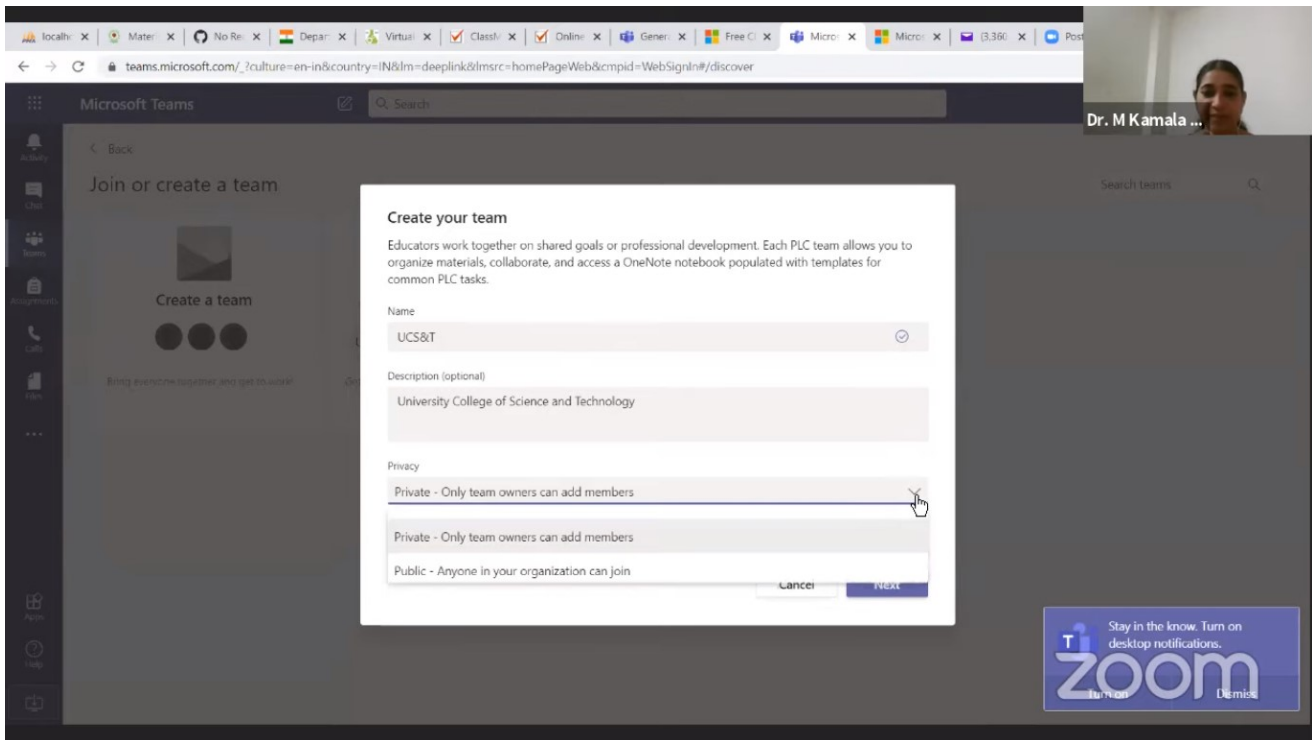 localh
Mater
No Re
Depar
Virtual
Classh
Online
Gener
Free C
Micro
Micro
(3,360
Post
teams.microsoft.com/_?culture=en-in&country=IN&lm=deeplink&lmsrc=homePageWeb&cmpid=WebSignIn#/discover
Microsoft Teams
Search
Dr. M Kamala ...
Activity
Back
Join or create a team
Search teams
Chat
Teams
Assignments
Calls
Files
Create a team
Bring everyone together and get to work!
Create your team
Educators work together on shared goals or professional development. Each PLC team allows you to
organize materials, collaborate, and access a OneNote notebook populated with templates for
common PLC tasks.
Name
UCS&T
Description (optional)
University College of Science and Technology
Privacy
Private - Only team owners can add members
Private - Only team owners can add members
Public - Anyone in your organization can join
Cancel
Next
Apps
Help
Stay in the know. Turn on
desktop notifications.
T
zoom
Turn on
Dismiss